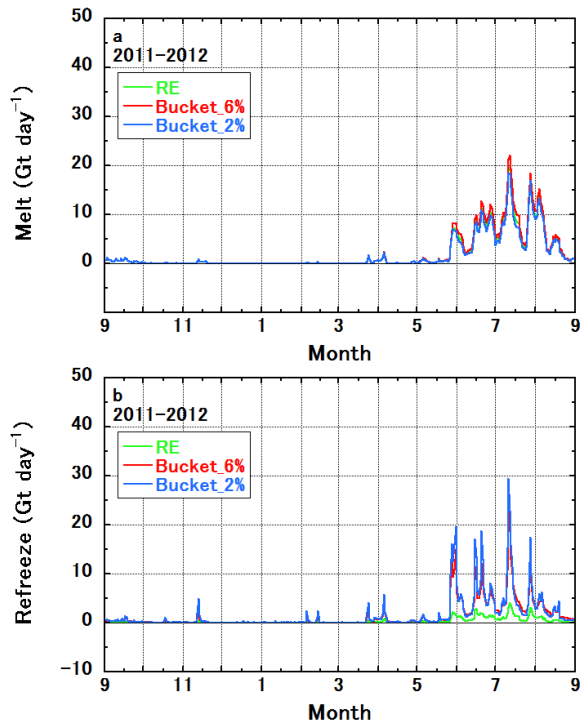 a
2011-2012
RE
Bucket_6%
Bucket_2%
50
40
30
20
10
0
-10
Melt (Gt day-1)
9 11 1 3 5 7 9
Month
b
2011-2012
RE
Bucket_6%
Bucket_2%
50
40
30
20
10
0
-10
Refreeze (Gt day-1)
9 11 1 3 5 7 9
Month